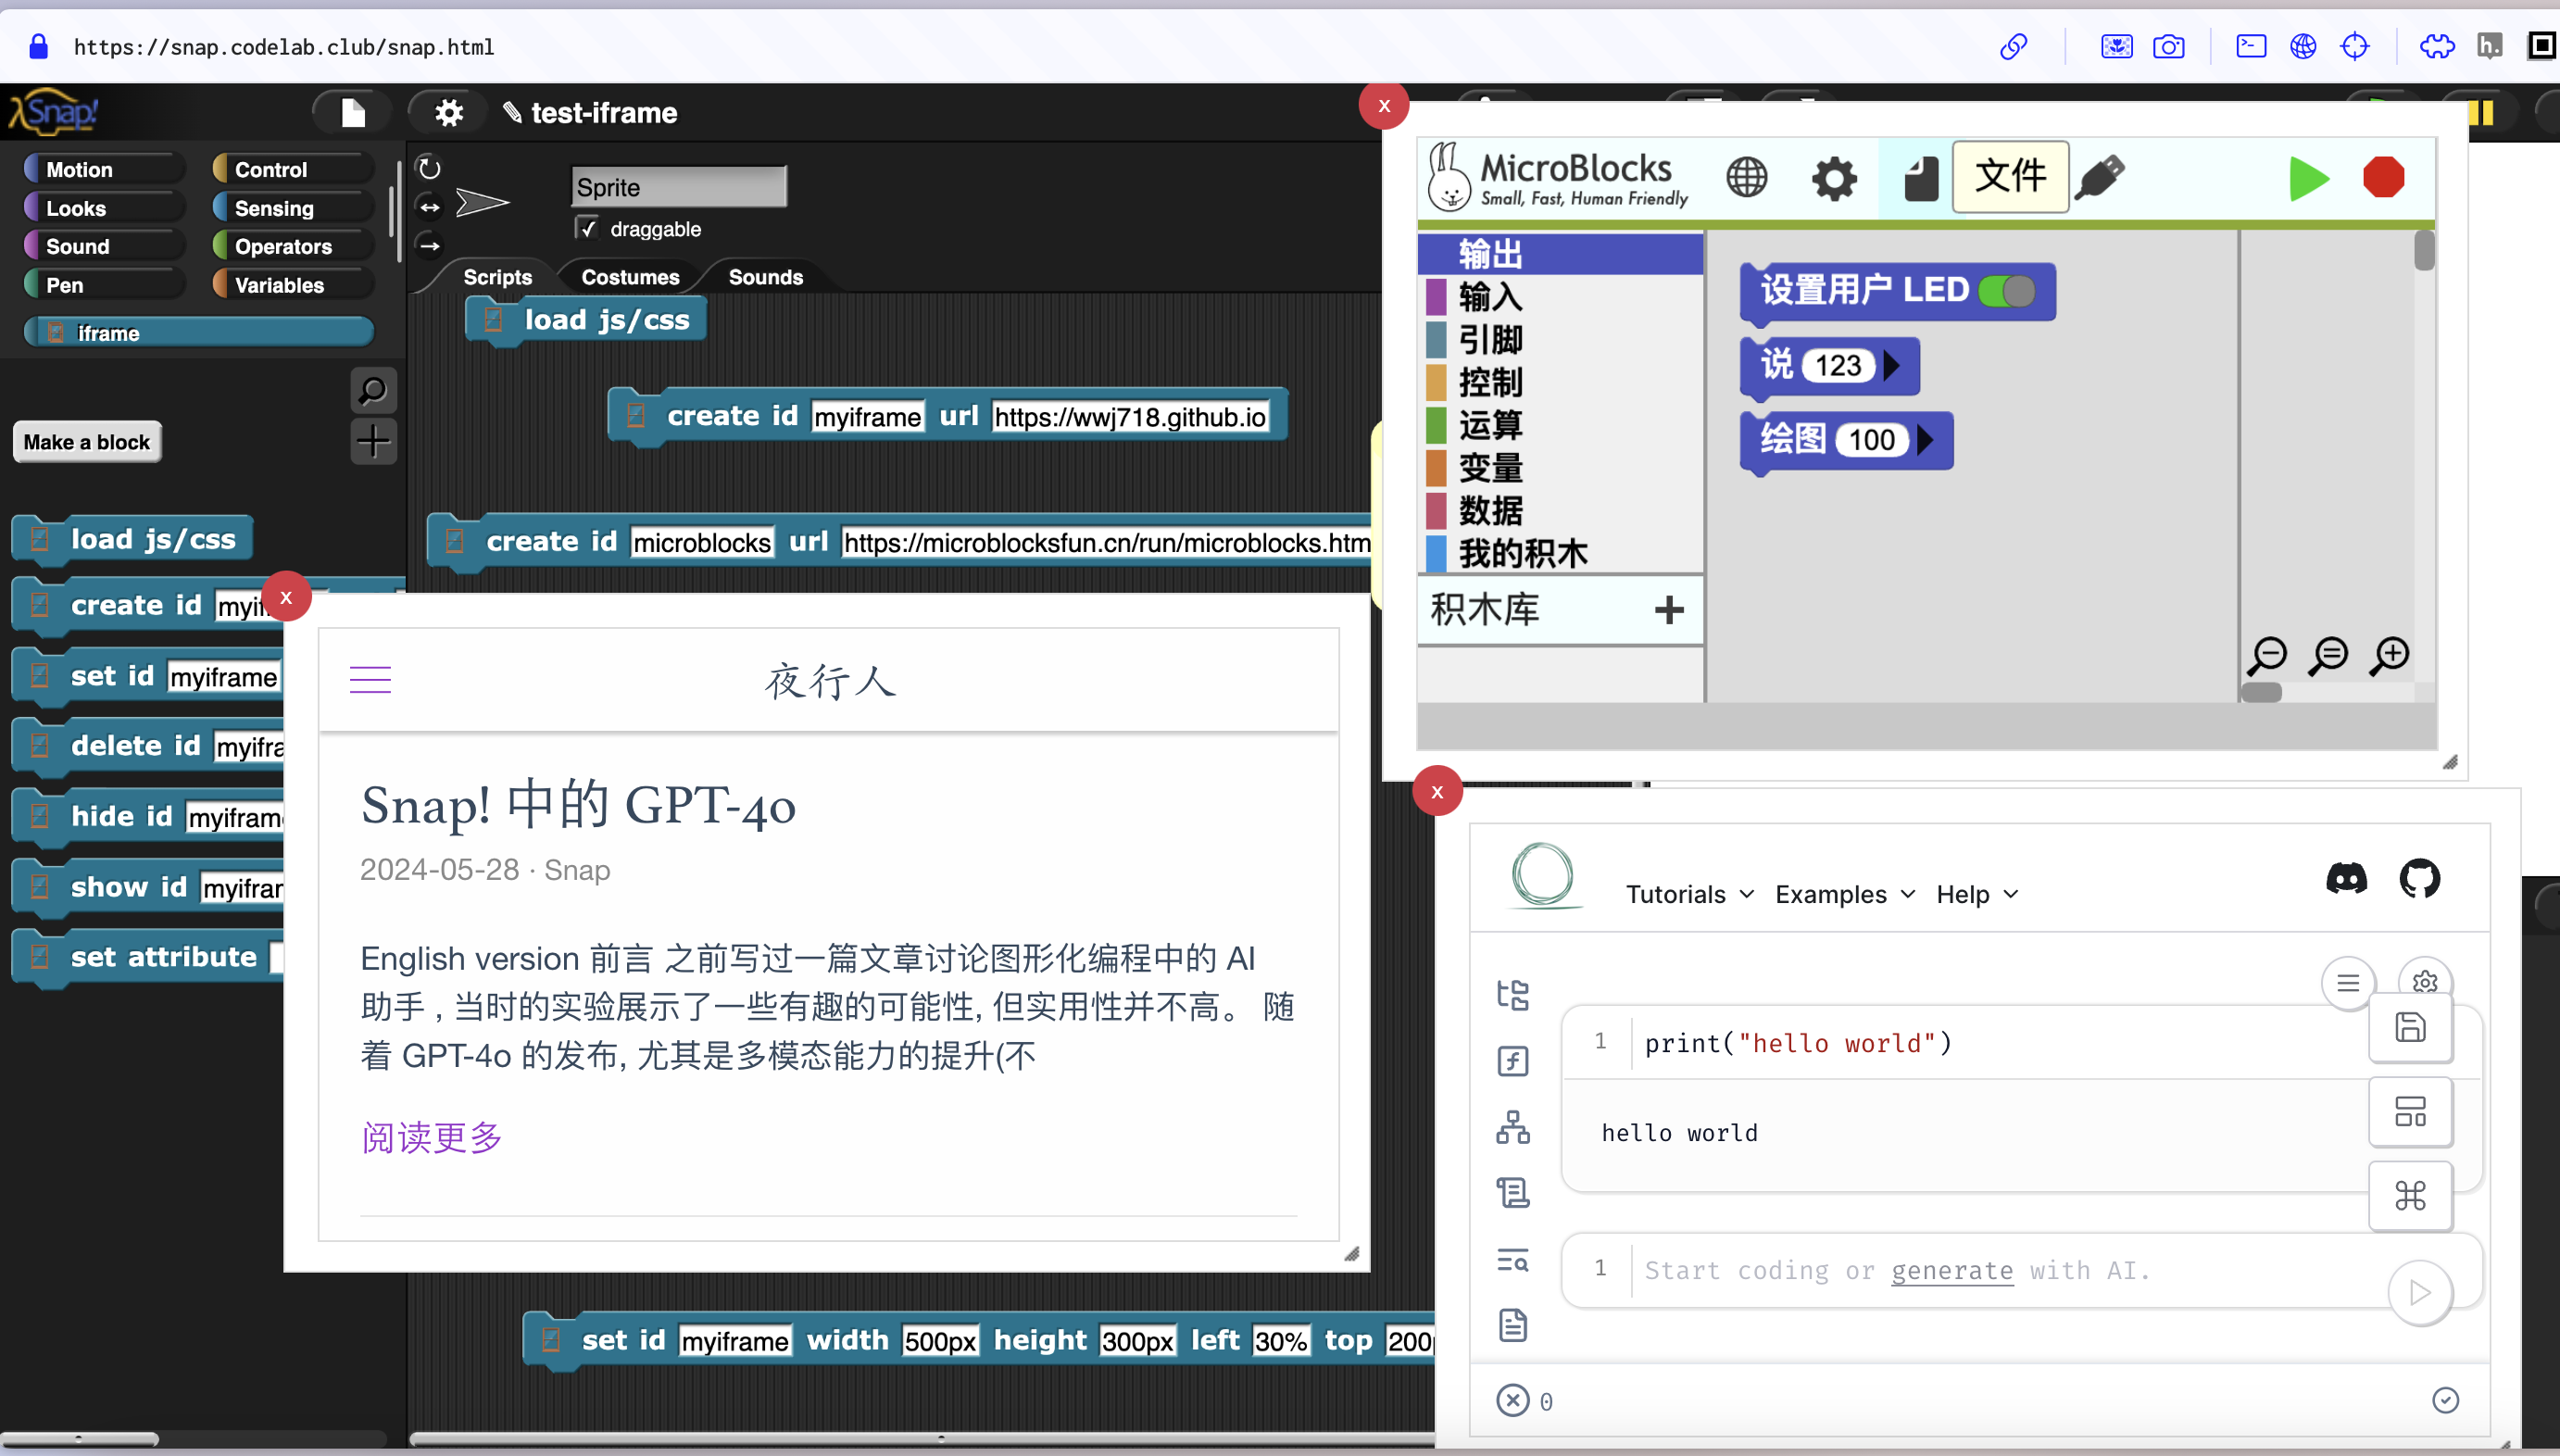 https://snap.codelab.club/snap.html
h.
Snap!
test-iframe
Motion
Control
Looks
Sensing
Sound
Operators
Pen
Variables
iframe
Make a block
load js/css
create id
set id myiframe
delete id
hide id
show id
set attribute
Sprite
draggable
Scripts Costumes Sounds
load js/css
create id myiframe url https://wwj718.github.io
create id microblocks url https://microblocksfun.cn/run/microblocks.htm
set id myiframe width 500px height 300px left 30% top
x
夜行人
Snap! 中的 GPT-4o
2024-05-28 · Snap
English version 前言 之前写过一篇文章讨论图形化编程中的 AI
助手 , 当时的实验展示了一些有趣的可能性, 但实用性并不高。 随
着 GPT-4o 的发布, 尤其是多模态能力的提升(不
阅读更多
x
MicroBlocks
Small, Fast, Human Friendly
文件
输出
输入
引脚
控制
运算
变量
数据
我的积木
积木库 +
设置用户 LED
说 123
绘图 100
x
Tutorials Examples Help
1 print("hello world")
hello world
1 Start coding or generate with AI.
0